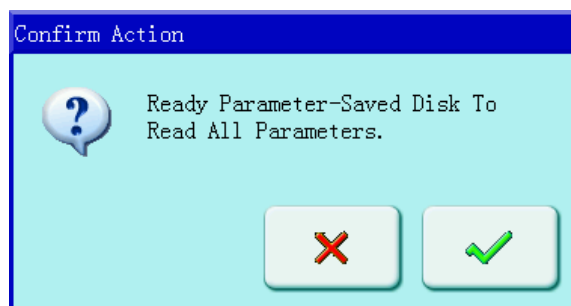 Confirm Action
Ready Parameter-Saved Disk To
Read All Parameters.